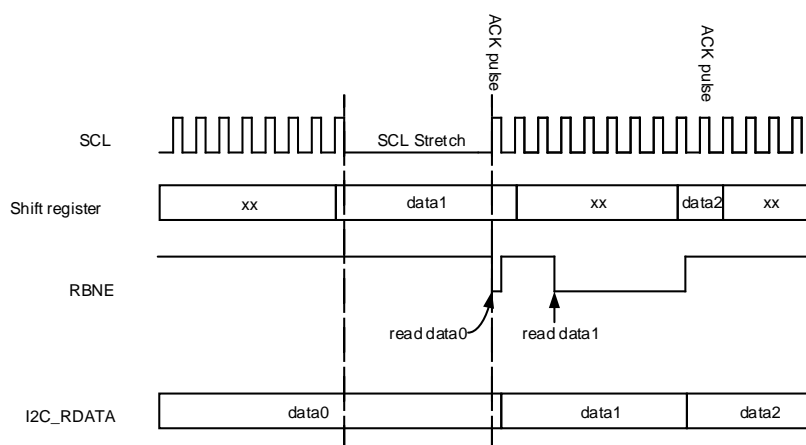 ACK pulse
ACK pulse
SCL
SCL Stretch
Shift register
xx
data1
xx
data2
xx
RBNE
read data0
read data1
I2C_RDATA
data0
data1
data2